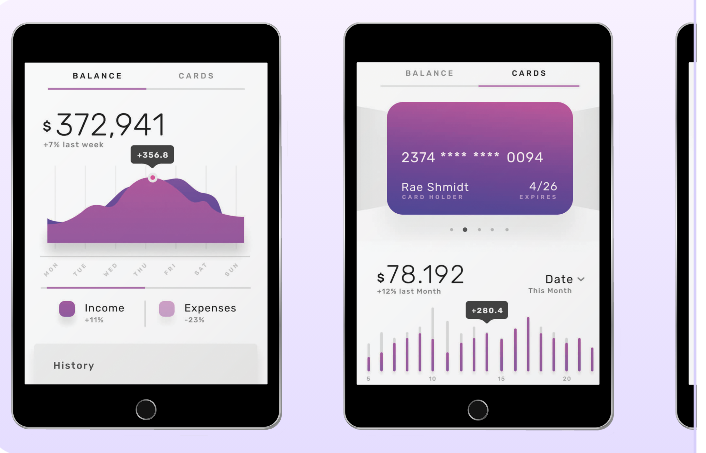 BALANCE CARDS
$372,941
+7% last week
+356.8
MON TUE WED THU FRI SAT SUN
Income Expenses
+11% -23%
History
BALANCE CARDS
2374 **** **** 0094
Rae Shmidt 4/26
CARD HOLDER EXPIRES
$78.192 Date
+12% last Month This Month
+280.4
5 10 15 20